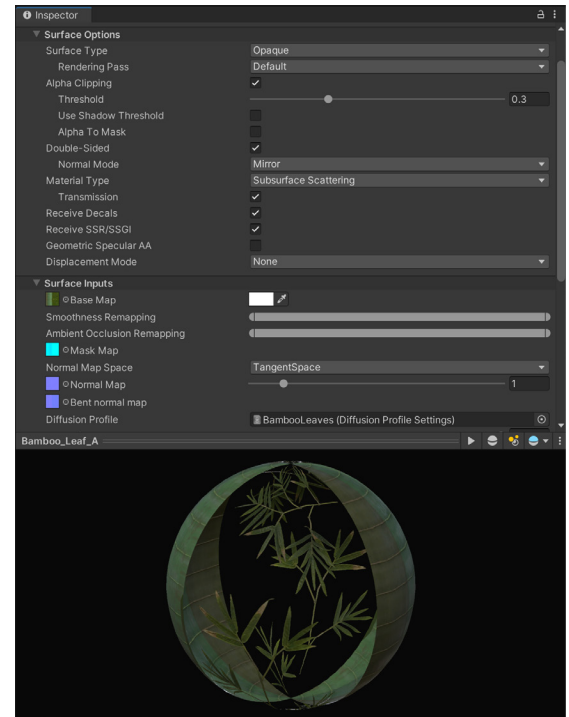 Inspector
Surface Options
Surface Type Opaque
Rendering Pass Default
Alpha Clipping
Threshold 0.3
Use Shadow Threshold
Alpha To Mask
Double-Sided
Normal Mode Mirror
Material Type Subsurface Scattering
Transmission
Receive Decals
Receive SSR/SSGI
Geometric Specular AA
Displacement Mode None
Surface Inputs
Base Map
Smoothness Remapping
Ambient Occlusion Remapping
Mask Map
Normal Map Space TangentSpace
Normal Map 1
Bent normal map
Diffusion Profile BambooLeaves (Diffusion Profile Settings)
Bamboo_Leaf_A